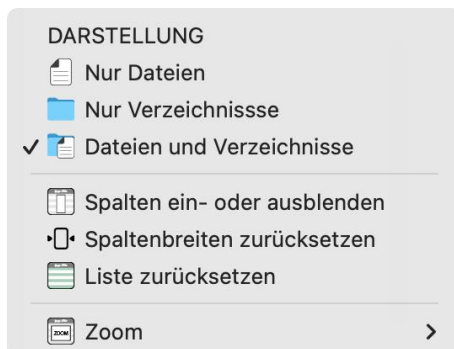 DARSTELLUNG
Nur Dateien
Nur Verzeichnissse
Dateien und Verzeichnisse
Spalten ein- oder ausblenden
Spaltenbreiten zurücksetzen
Liste zurücksetzen
ZOOM Zoom